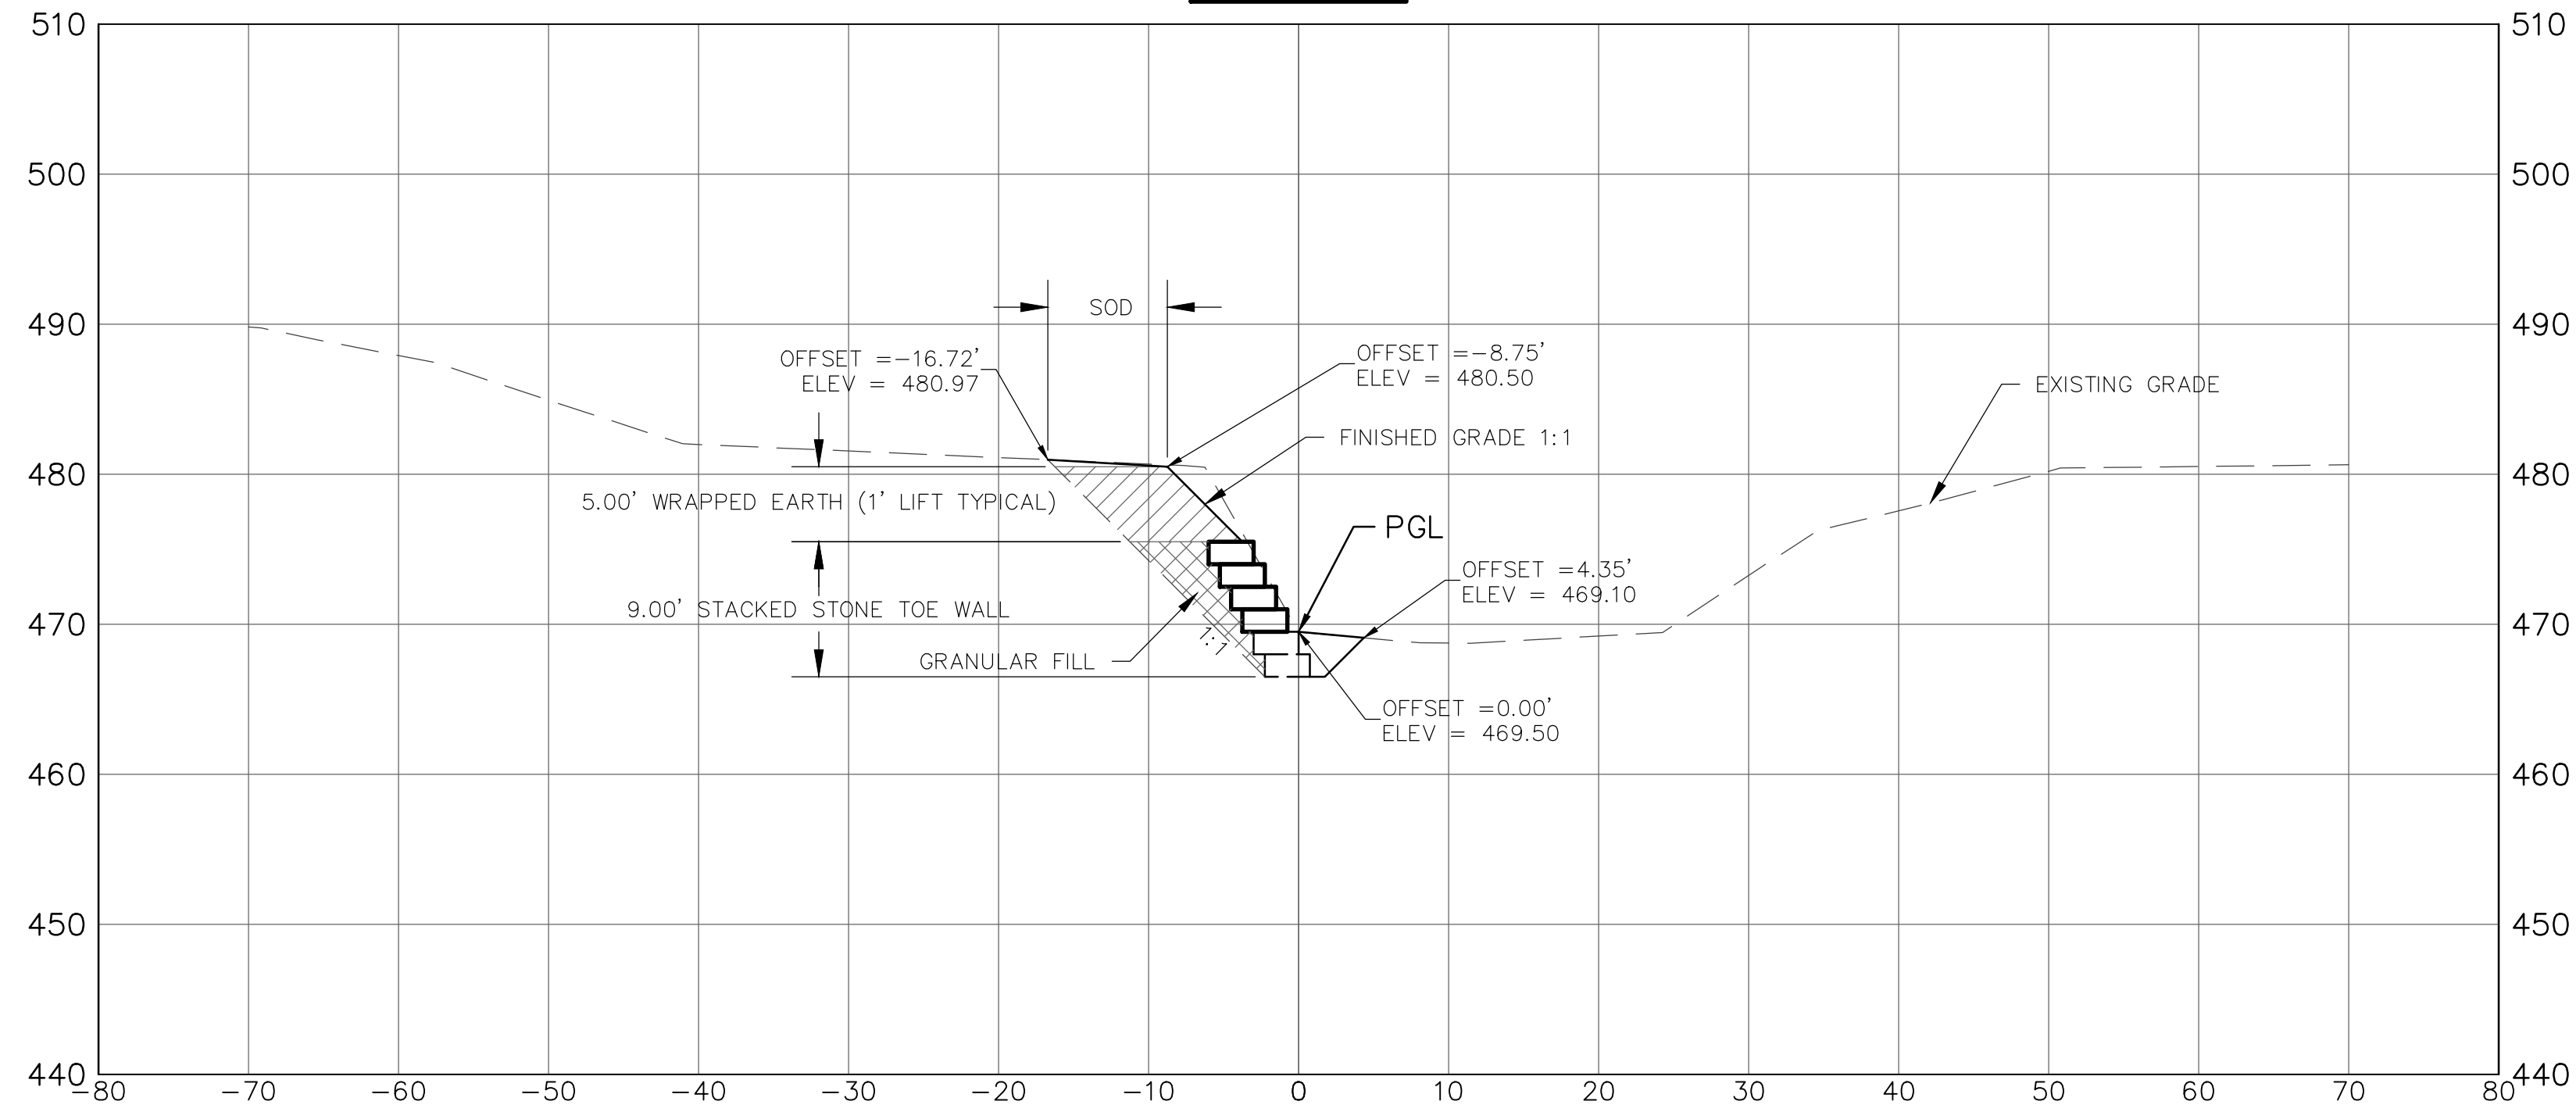 510 510
500 500
SOD
490 490
OFFSET =-16.72'
ELEV = 480.97
OFFSET =-8.75'
ELEV = 480.50
EXISTING GRADE
FINISHED GRADE 1:1
480 480
5.00' WRAPPED EARTH (1' LIFT TYPICAL)
PGL
OFFSET =4.35'
ELEV = 469.10
9.00' STACKED STONE TOE WALL
470 470
1:1
GRANULAR FILL
OFFSET =0.00'
ELEV = 469.50
460 460
450 450
440 440
-80 -70 -60 -50 -40 -30 -20 -10 0 10 20 30 40 50 60 70 80